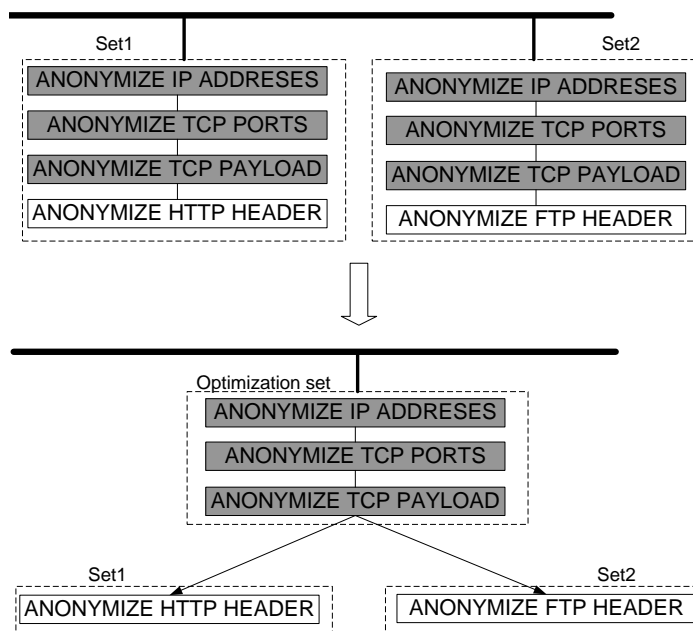 Set1
ANONYMIZE IP ADDRESES
ANONYMIZE TCP PORTS
ANONYMIZE TCP PAYLOAD
ANONYMIZE HTTP HEADER
Set2
ANONYMIZE IP ADDRESES
ANONYMIZE TCP PORTS
ANONYMIZE TCP PAYLOAD
ANONYMIZE FTP HEADER
Optimization set
ANONYMIZE IP ADDRESES
ANONYMIZE TCP PORTS
ANONYMIZE TCP PAYLOAD
Set1
ANONYMIZE HTTP HEADER
Set2
ANONYMIZE FTP HEADER